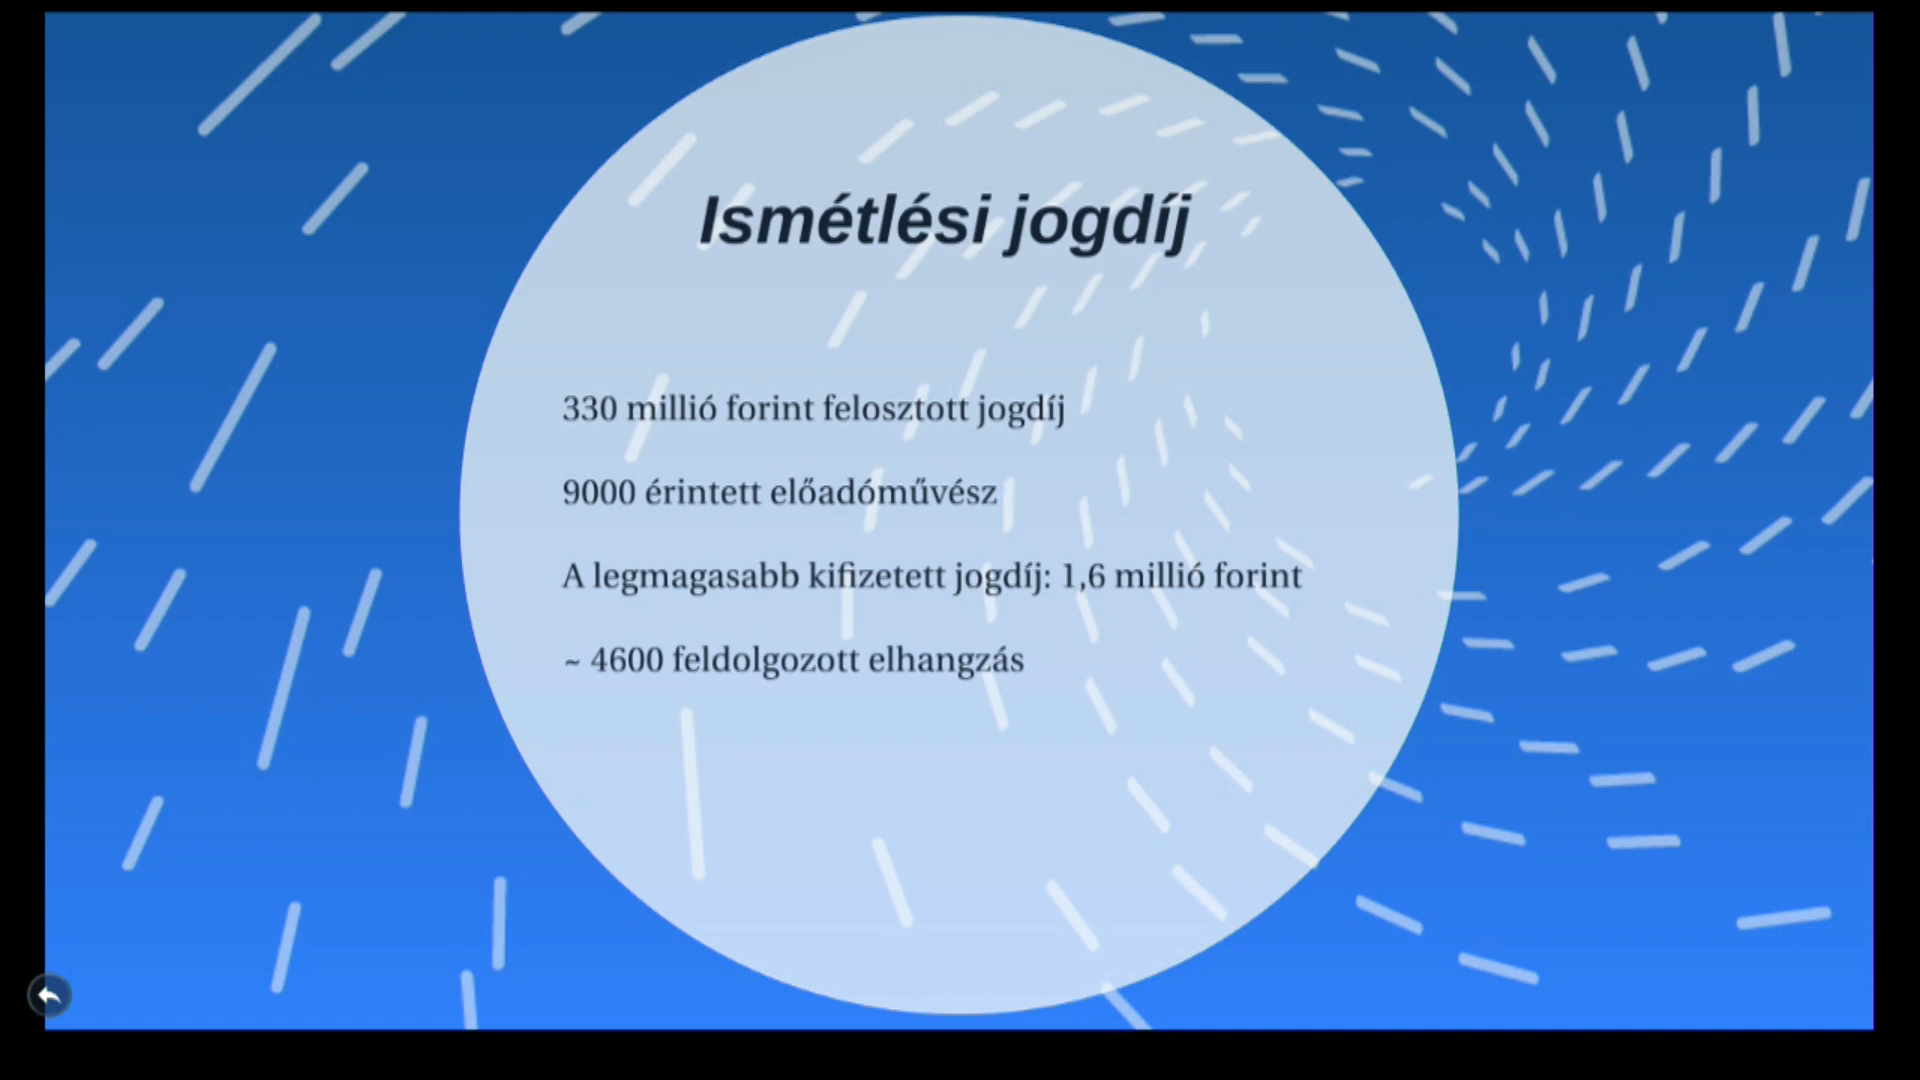 Ismétlési jogdíj
330 millió forint felosztott jogdíj
9000 érintett előadóművész
A legmagasabb kifizetett jogdíj: 1,6 millió forint
~ 4600 feldolgozott elhangzás